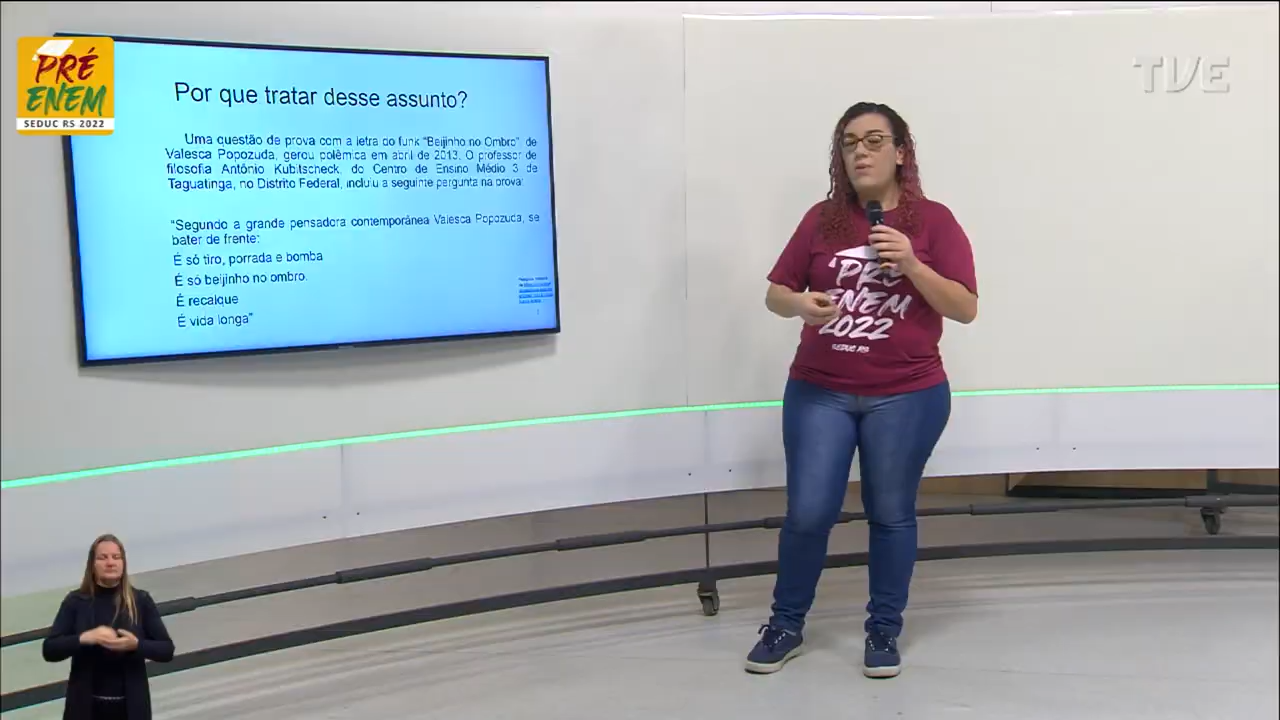 PRÉ
ENEM
SEDUC RS 2022
TVE
Por que tratar desse assunto?
Uma questão de prova com a letra do funk "Beijinho no Ombro", de
Valesca Popozuda, gerou polêmica em abril de 2013. O professor de
filosofia Antônio Kubitscheck, do Centro de Ensino Médio 3 de
Taguatinga, no Distrito Federal, incluiu a seguinte pergunta na prova:
"Segundo a grande pensadora contemporânea Valesca Popozuda, se
bater de frente:
É só tiro, porrada e bomba
É só beijinho no ombro.
É recalque
É vida longa"
PRÉ
ENEM
2022
SEDUC RS